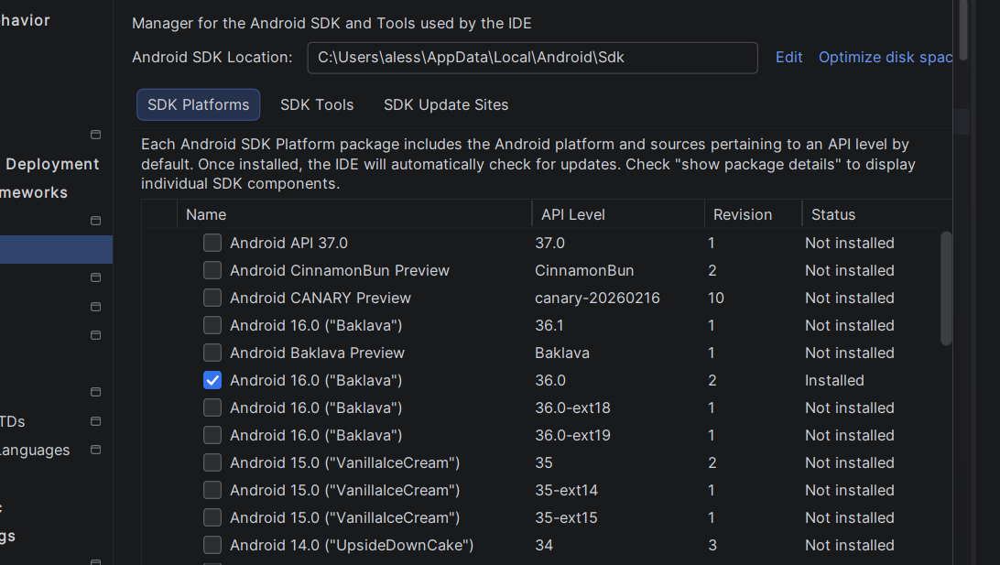 havior
Manager for the Android SDK and Tools used by the IDE
Android SDK Location: C:\Users\aless\AppData\Local\Android\Sdk Edit Optimize disk spac
SDK Platforms SDK Tools SDK Update Sites
Each Android SDK Platform package includes the Android platform and sources pertaining to an API level by
Deployment
default. Once installed, the IDE will automatically check for updates. Check "show package details" to display
individual SDK components.
meworks
Name API Level Revision Status
Android API 37.0 37.0 1 Not installed
Android CinnamonBun Preview CinnamonBun 2 Not installed
Android CANARY Preview canary-20260216 10 Not installed
Android 16.0 ("Baklava") 36.1 1 Not installed
Android Baklava Preview Baklava 1 Not installed
Android 16.0 ("Baklava") 36.0 2 Installed
Android 16.0 ("Baklava") 36.0-ext18 1 Not installed
TDs
Android 16.0 ("Baklava") 36.0-ext19 1 Not installed
Languages
Android 15.0 ("VanillaIceCream") 35 2 Not installed
Android 15.0 ("VanillaIceCream") 35-ext14 1 Not installed
Android 15.0 ("VanillaIceCream") 35-ext15 1 Not installed
gs
Android 14.0 ("UpsideDownCake") 34 3 Not installed